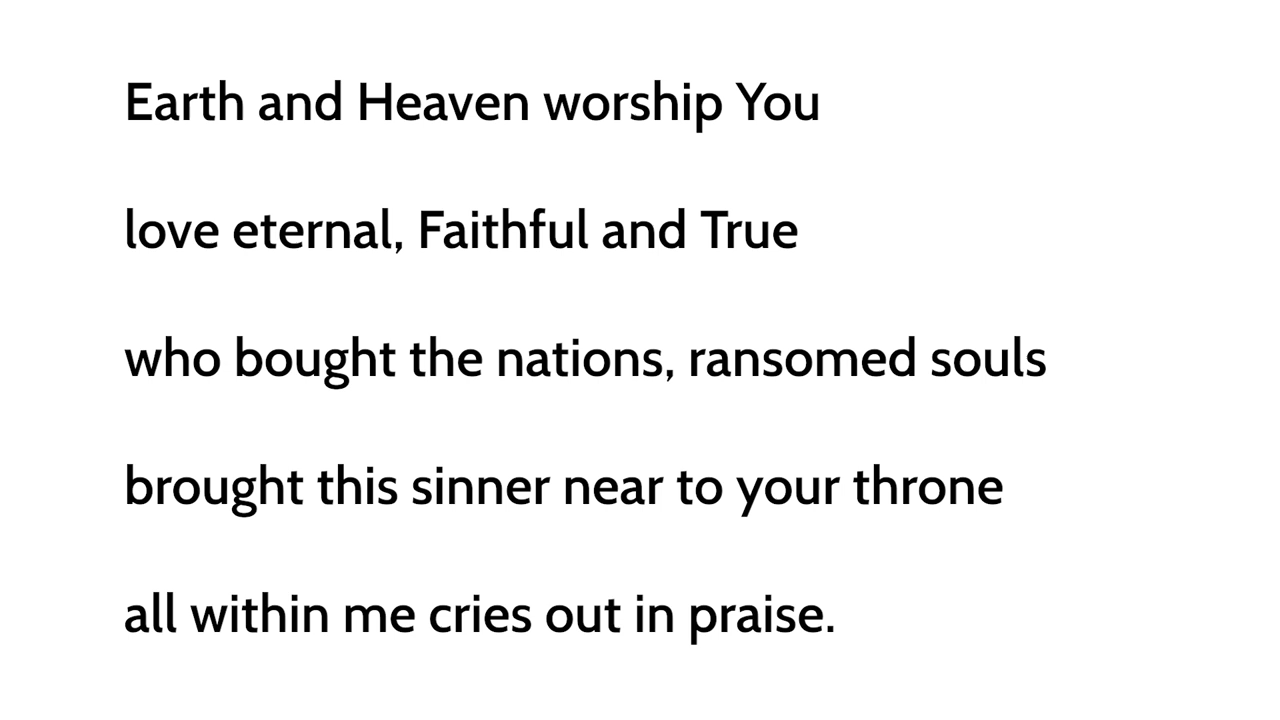 Earth and Heaven worship You
love eternal, Faithful and True
who bought the nations, ransomed souls
brought this sinner near to your throne
all within me cries out in praise.